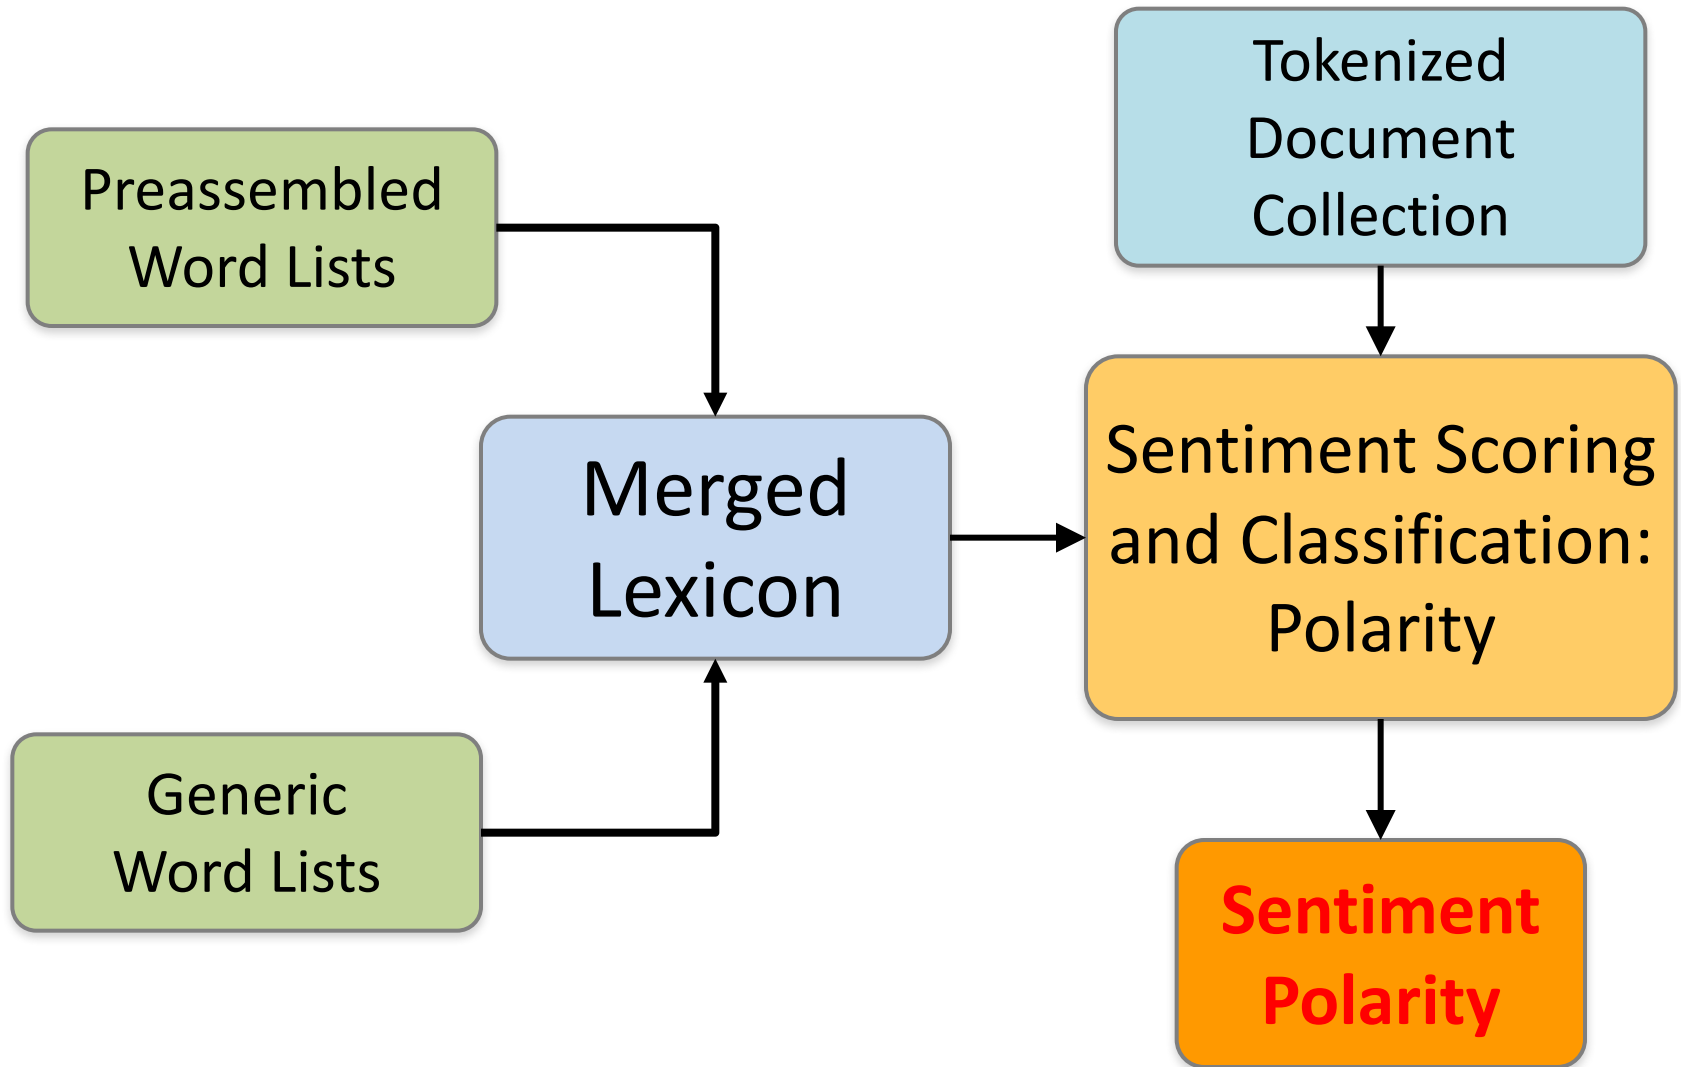 Preassembled
Word Lists
Generic
Word Lists
Merged
Lexicon
Tokenized
Document
Collection
Sentiment Scoring
and Classification:
Polarity
Sentiment
Polarity